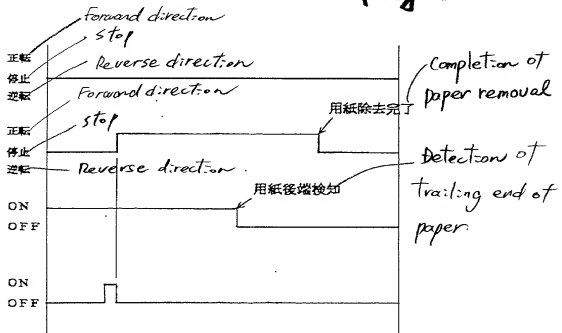 Forward direction
stop
正転
Reverse direction
停止
逆転
Forward direction
Completion of
paper removal
用紙除去完了
正転
stop
停止
Detection of
逆転
Reverse direction.
trailing end of
paper.
用紙後端検知
ON
OFF
ON
OFF